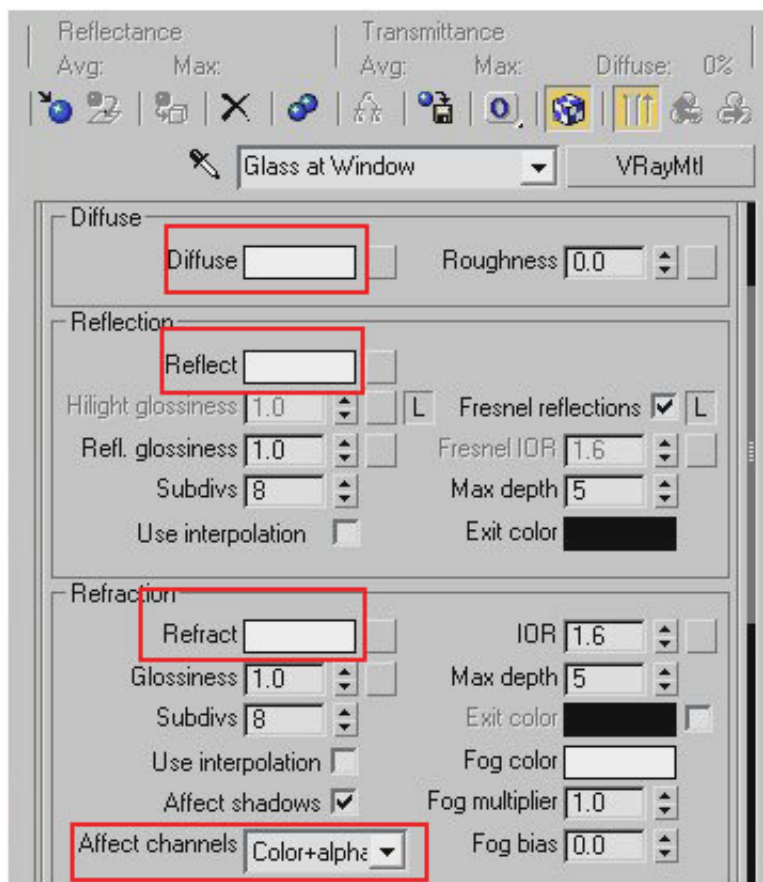 Reflectance Transmittance
Avg: Max: Avg: Max: Diffuse: 0%
Glass at Window VRayMtl
Diffuse
Diffuse Roughness 0.0
Reflection
Reflect
Hilight glossiness 1.0 L Fresnel reflections L
Refl. glossiness 1.0 Fresnel IOR 1.6
Subdivs 8 Max depth 5
Use interpolation Exit color
Refraction
Refract IOR 1.6
Glossiness 1.0 Max depth 5
Subdivs 8 Exit color
Use interpolation Fog color
Affect shadows Fog multiplier 1.0
Affect channels Color+alpha Fog bias 0.0